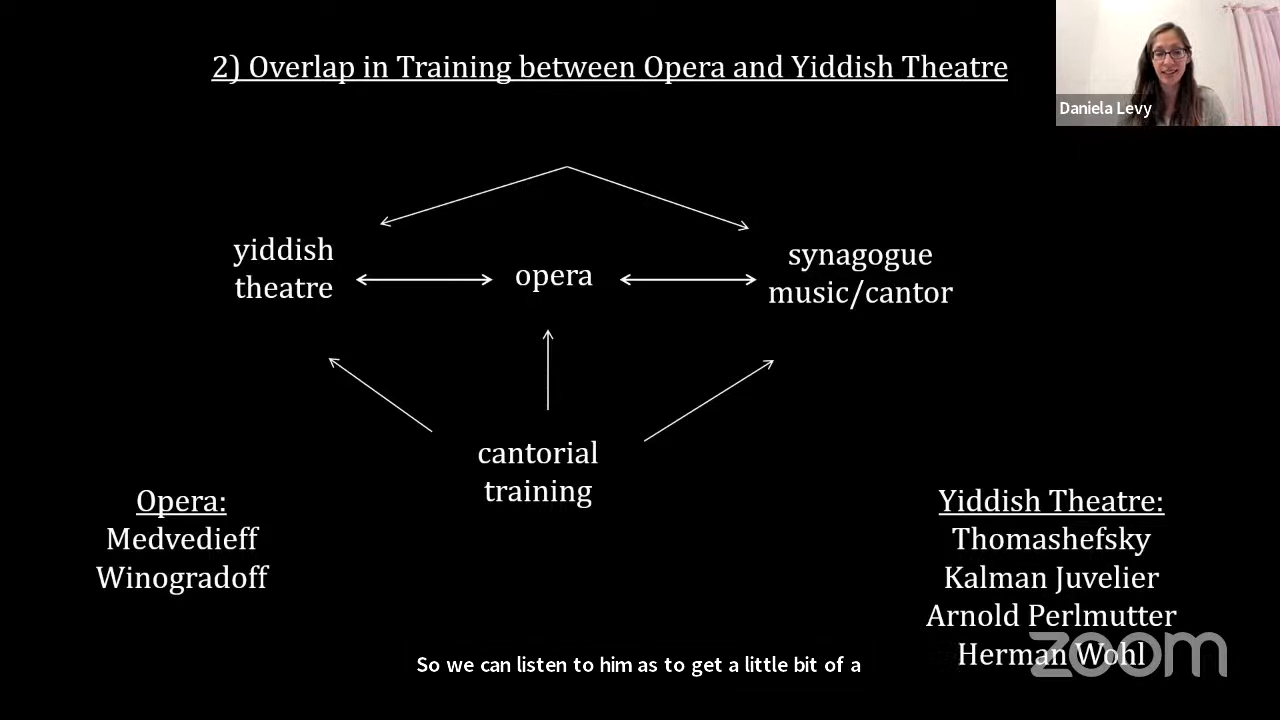 2) Overlap in Training between Opera and Yiddish Theatre
Daniela Levy
yiddish
theatre
opera
synagogue
music/cantor
cantorial
training
Opera:
Medvedieff
Winogradoff
Yiddish Theatre:
Thomashefsky
Kalman Juvelier
Arnold Perlmutter
Herman Wohl
zoom
So we can listen to him as to get a little bit of a